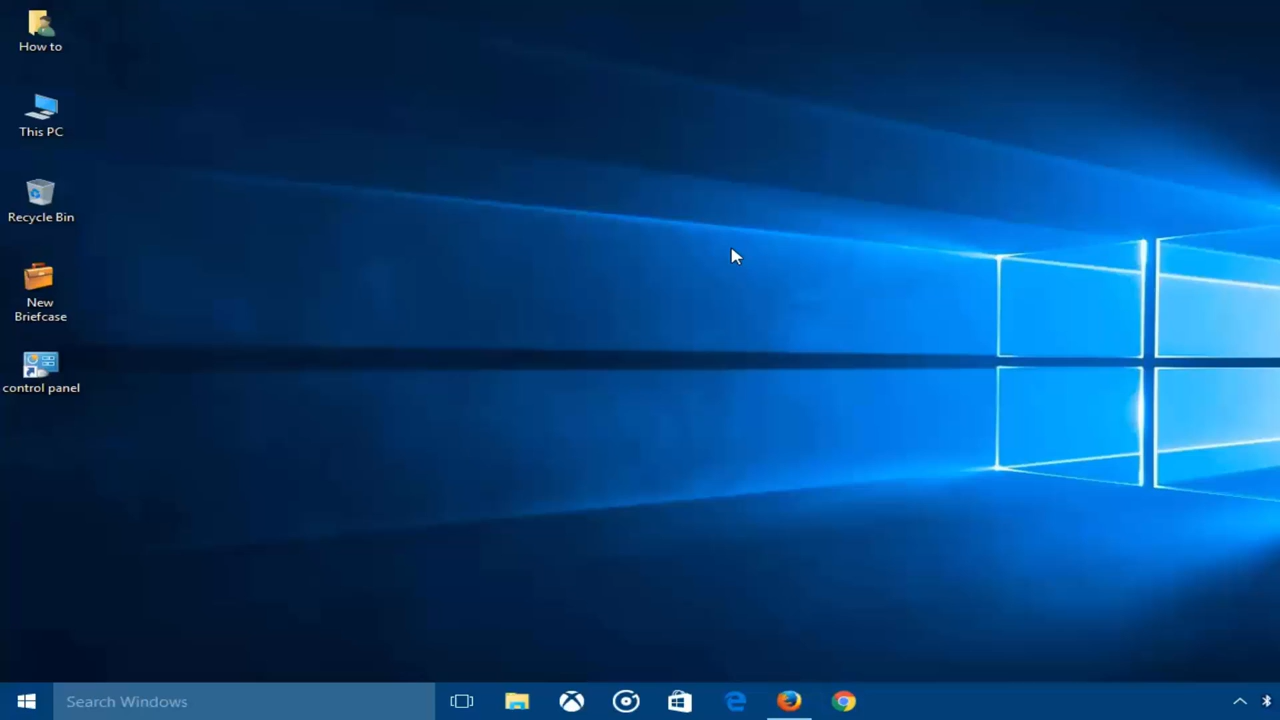 How to
This PC
Recycle Bin
New
Briefcase
control panel
Search Windows